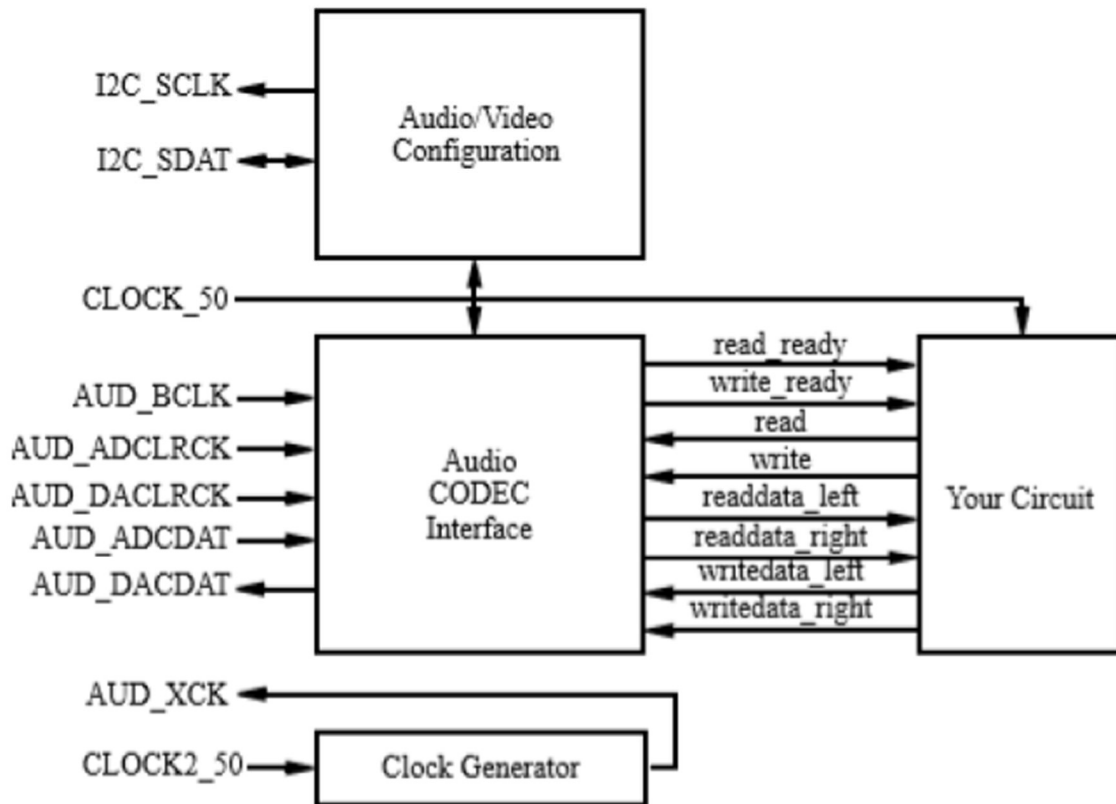 I2C_SCLK
I2C_SDAT
Audio/Video
Configuration
CLOCK_50
AUD_BCLK
AUD_ADCLRCK
AUD_DACLRCK
AUD_ADCDAT
AUD_DACDAT
Audio
CODEC
Interface
read_ready
write_ready
read
write
readdata_left
readdata_right
writedata_left
writedata_right
Your Circuit
AUD_XCK
CLOCK2_50
Clock Generator